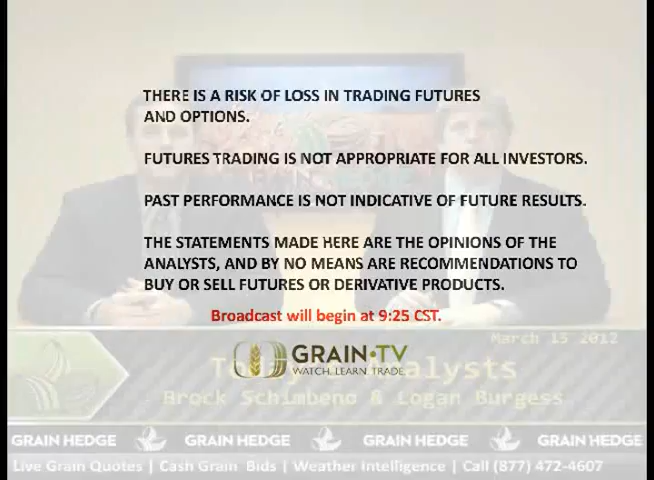 THERE IS A RISK OF LOSS IN TRADING FUTURES
AND OPTIONS.
FUTURES TRADING IS NOT APPROPRIATE FOR ALL INVESTORS.
PAST PERFORMANCE IS NOT INDICATIVE OF FUTURE RESULTS.
THE STATEMENTS MADE HERE ARE THE OPINIONS OF THE
ANALYSTS, AND BY NO MEANS ARE RECOMMENDATIONS TO
BUY OR SELL FUTURES OR DERIVATIVE PRODUCTS.
Broadcast will begin at 9:25 CST.
March 15 2012
GRAIN·TV
WATCH. LEARN. TRADE.
Analysts
Brock Schimbeno & Logan Burgess
GRAIN HEDGE GRAIN HEDGE GRAIN HEDGE GRAIN HEDGE
Live Grain Quotes | Cash Grain Bids | Weather Intelligence | Call (877) 472-4607